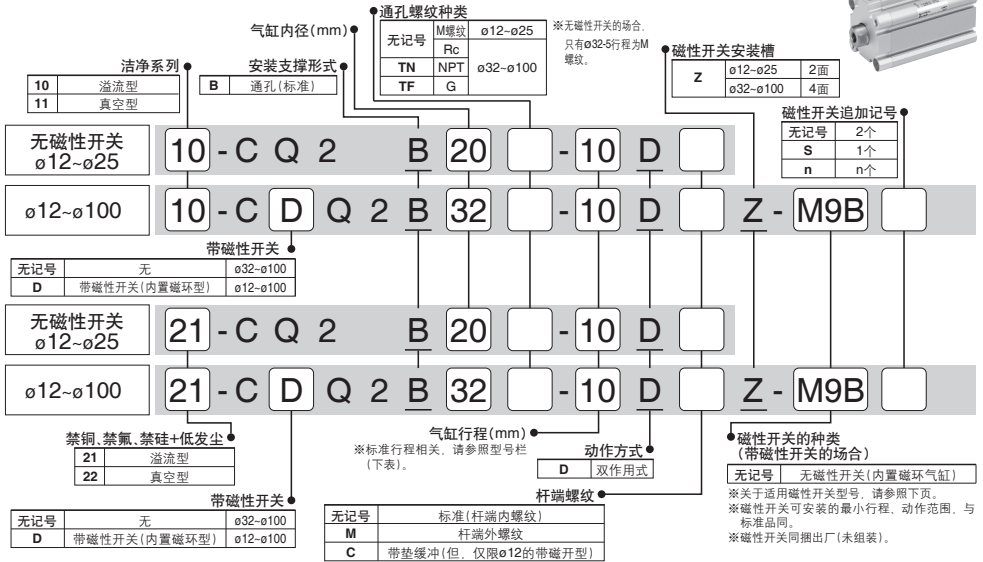 通孔螺纹种类
无记号 M螺纹 ø12~ø25
Rc ø32~ø100
TN NPT
TF G
※无磁性开关的场合,
只有ø32-5行程为M
螺纹。
气缸内径(mm)
安装支撑形式
B 通孔(标准)
洁净系列
10 溢流型
11 真空型
磁性开关安装槽
Z ø12~ø25 2面
ø32~ø100 4面
磁性开关追加记号
无记号 2个
S 1个
n n个
无磁性开关
ø12~ø25
10 - C Q 2 B 20 - 10 D
ø12~ø100
10 - C D Q 2 B 32 - 10 D Z - M9B
带磁性开关
无记号 无 ø32~ø100
D 带磁性开关(内置磁环型) ø12~ø100
无磁性开关
ø12~ø25
21 - C Q 2 B 20 - 10 D
ø12~ø100
21 - C D Q 2 B 32 - 10 D Z - M9B
禁铜、禁氟、禁硅+低发尘
21 溢流型
22 真空型
带磁性开关
无记号 无 ø32~ø100
D 带磁性开关(内置磁环型) ø12~ø100
气缸行程(mm)
※标准行程相关,请参照型号栏
(下表)。
动作方式
D 双作用式
杆端螺纹
无记号 标准(杆端内螺纹)
M 杆端外螺纹
C 带垫缓冲(但,仅限ø12的带磁开型)
磁性开关的种类
(带磁性开关的场合)
无记号 无磁性开关(内置磁环气缸)
※关于适用磁性开关型号,请参照下页。
※磁性开关可安装的最小行程,动作范围,与
标准品同。
※磁性开关同捆出厂(未组装)。